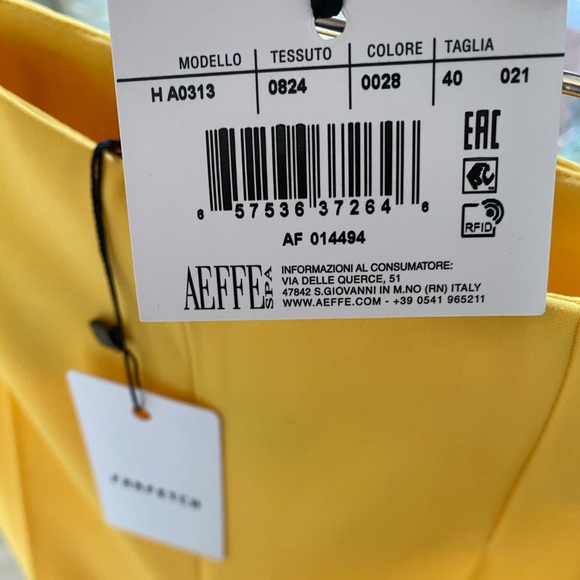 MODELLO TESSUTO COLORE TAGLIA
H A0313 0824 0028 40 021
EAC
RFID
6 57536 37264 6
AF 014494
AEFFE SPA
INFORMAZIONI AL CONSUMATORE:
VIA DELLE QUERCE, 51
47842 S.GIOVANNI IN M.NO (RN) ITALY
WWW.AEFFE.COM - +39 0541 965211
FARFETCH